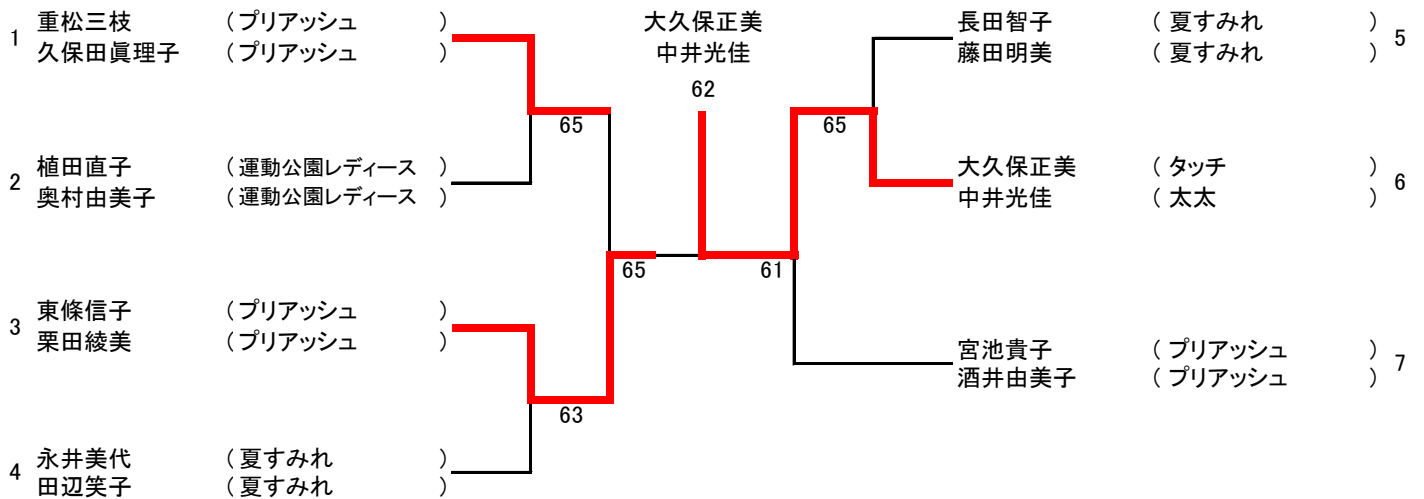 1
重松三枝 （プリアッシュ ）
久保田眞理子 （プリアッシュ ）
65
2
植田直子 （運動公園レディース ）
奥村由美子 （運動公園レディース ）
65
3
東條信子 （プリアッシュ ）
栗田綾美 （プリアッシュ ）
63
4
永井美代 （夏すみれ ）
田辺笑子 （夏すみれ ）
大久保正美
中井光佳
62
長田智子 （夏すみれ ）
藤田明美 （夏すみれ ）
5
65
大久保正美 （タッチ ）
中井光佳 （太太 ）
6
61
宮池貴子 （プリアッシュ ）
酒井由美子 （プリアッシュ ）
7